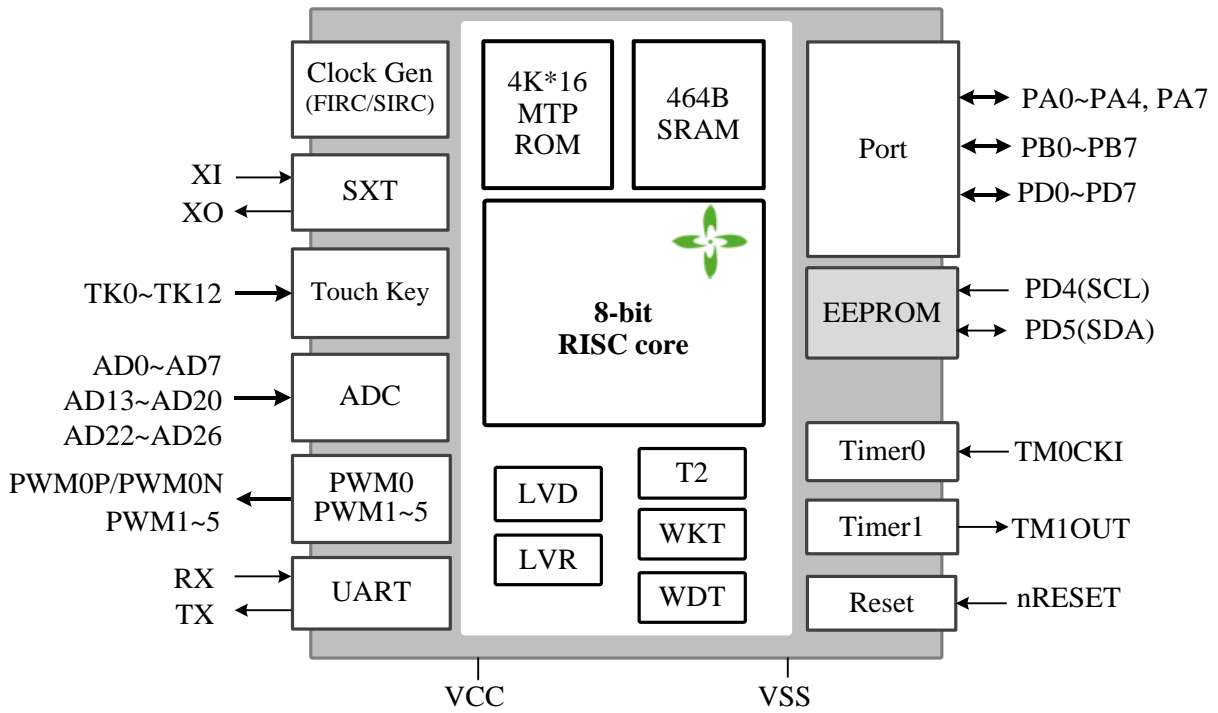 Clock Gen
(FIRC/SIRC)
XI
XO
SXT
TK0~TK12
Touch Key
AD0~AD7
AD13~AD20
AD22~AD26
ADC
PWM0P/PWM0N
PWM1~5
PWM0
PWM1~5
RX
TX
UART
4K*16
MTP
ROM
464B
SRAM
8-bit
RISC core
LVD
LVR
T2
WKT
WDT
Port
PA0~PA4, PA7
PB0~PB7
PD0~PD7
EEPROM
PD4(SCL)
PD5(SDA)
Timer0
TM0CKI
Timer1
TM1OUT
Reset
nRESET
VCC
VSS